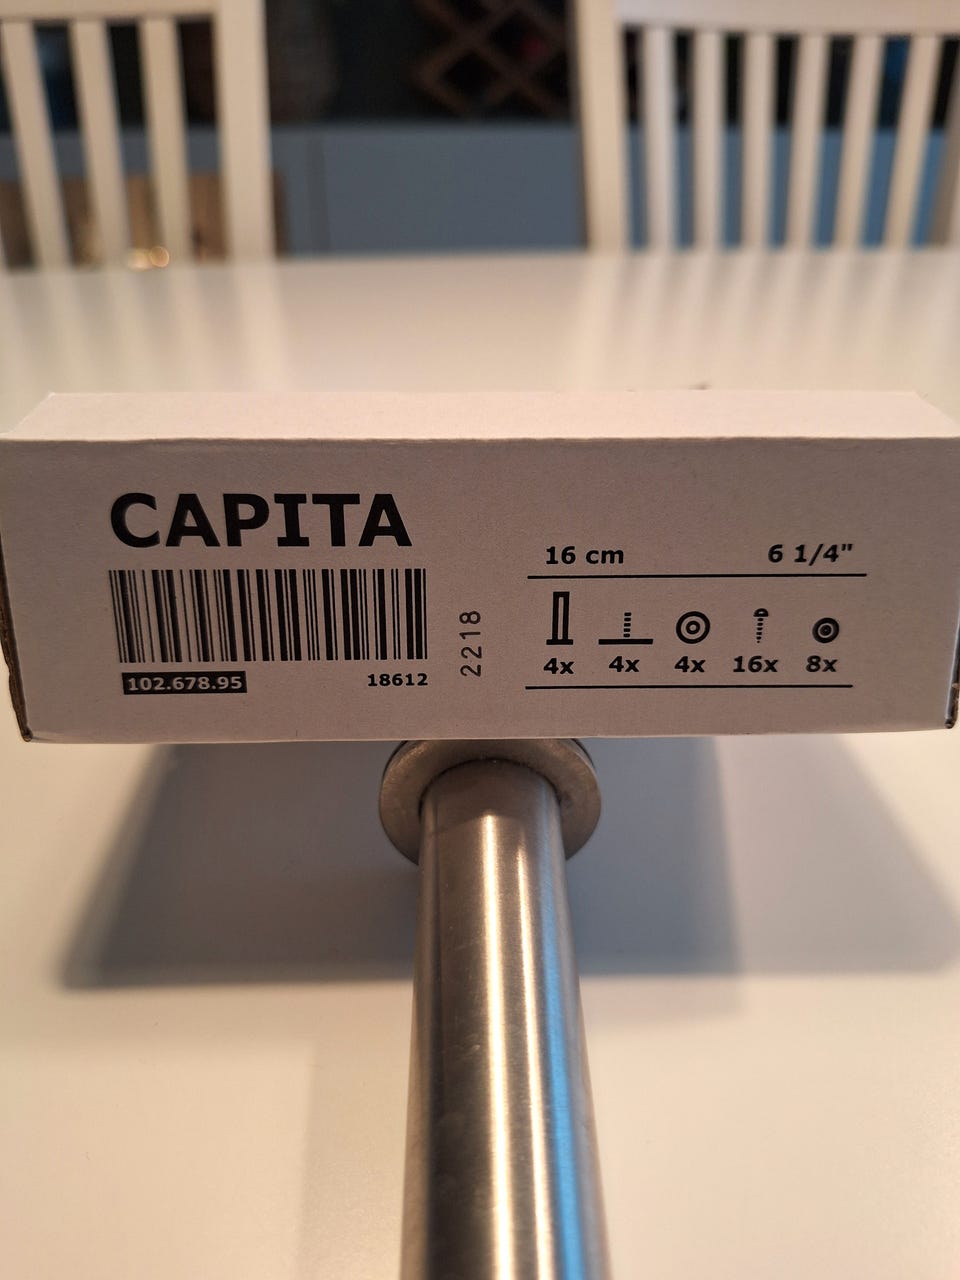 CAPITA
102.678.95
18612
2218
16 cm 6 1/4"
4x 4x 4x 16x 8x